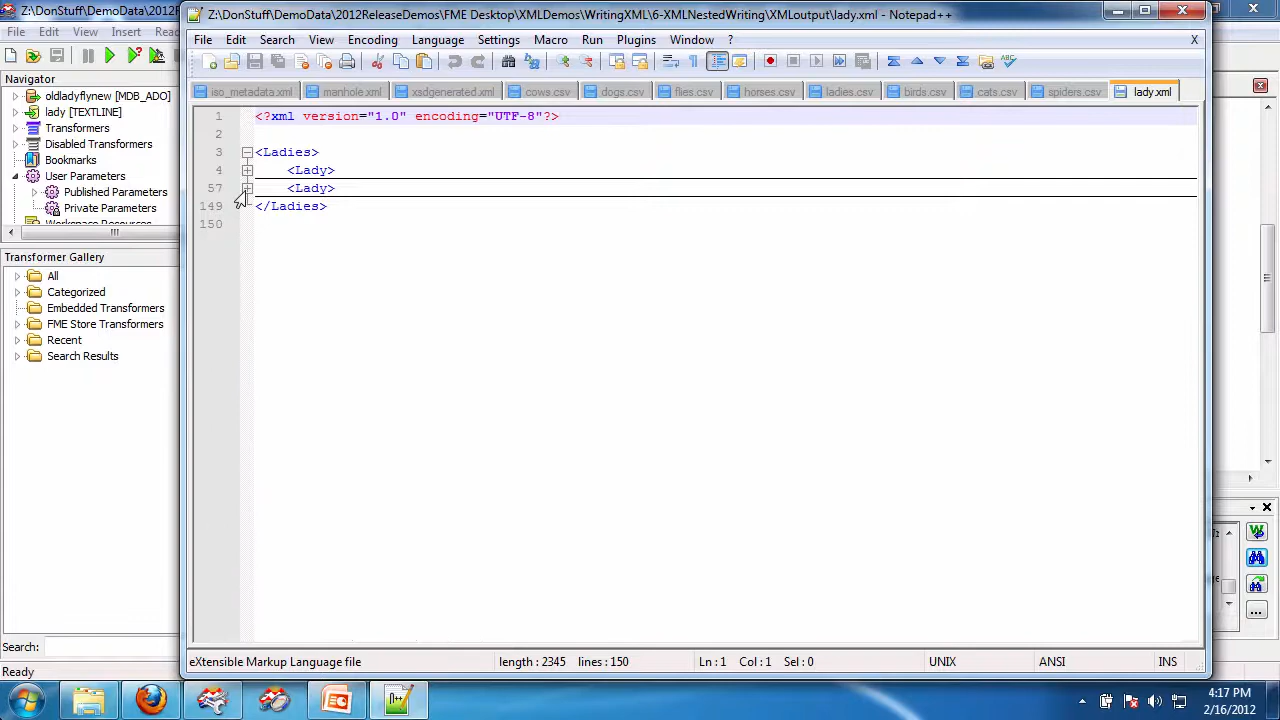 Z:\DonStuff\DemoData\2012
Z:\DonStuff\DemoData\2012ReleaseDemos\FME Desktop\XMLDemos\WritingXML\6-XMLNestedWriting\XMLoutput\lady.xml - Notepad++
File Edit View Insert
File Edit Search View Encoding Language Settings Macro Run Plugins Window ? X
Navigator
iso_metadata.xml manhole.xml xsdgenerated.xml cows.csv dogs.csv flies.csv horses.csv ladies.csv birds.csv cats.csv spiders.csv lady.xml
oldladyflynew [MDB_ADO]
lady [TEXTLINE]
Transformers
Disabled Transformers
Bookmarks
User Parameters
Published Parameters
Private Parameters
Transformer Gallery
All
Categorized
Embedded Transformers
FME Store Transformers
Recent
Search Results
Search:
Ready
1 <?xml version="1.0" encoding="UTF-8"?>
2
3 <Ladies>
4 <Lady>
57 <Lady>
149 </Ladies>
150
eXtensible Markup Language file length : 2345 lines : 150 Ln : 1 Col : 1 Sel : 0 UNIX ANSI INS
4:17 PM
2/16/2012